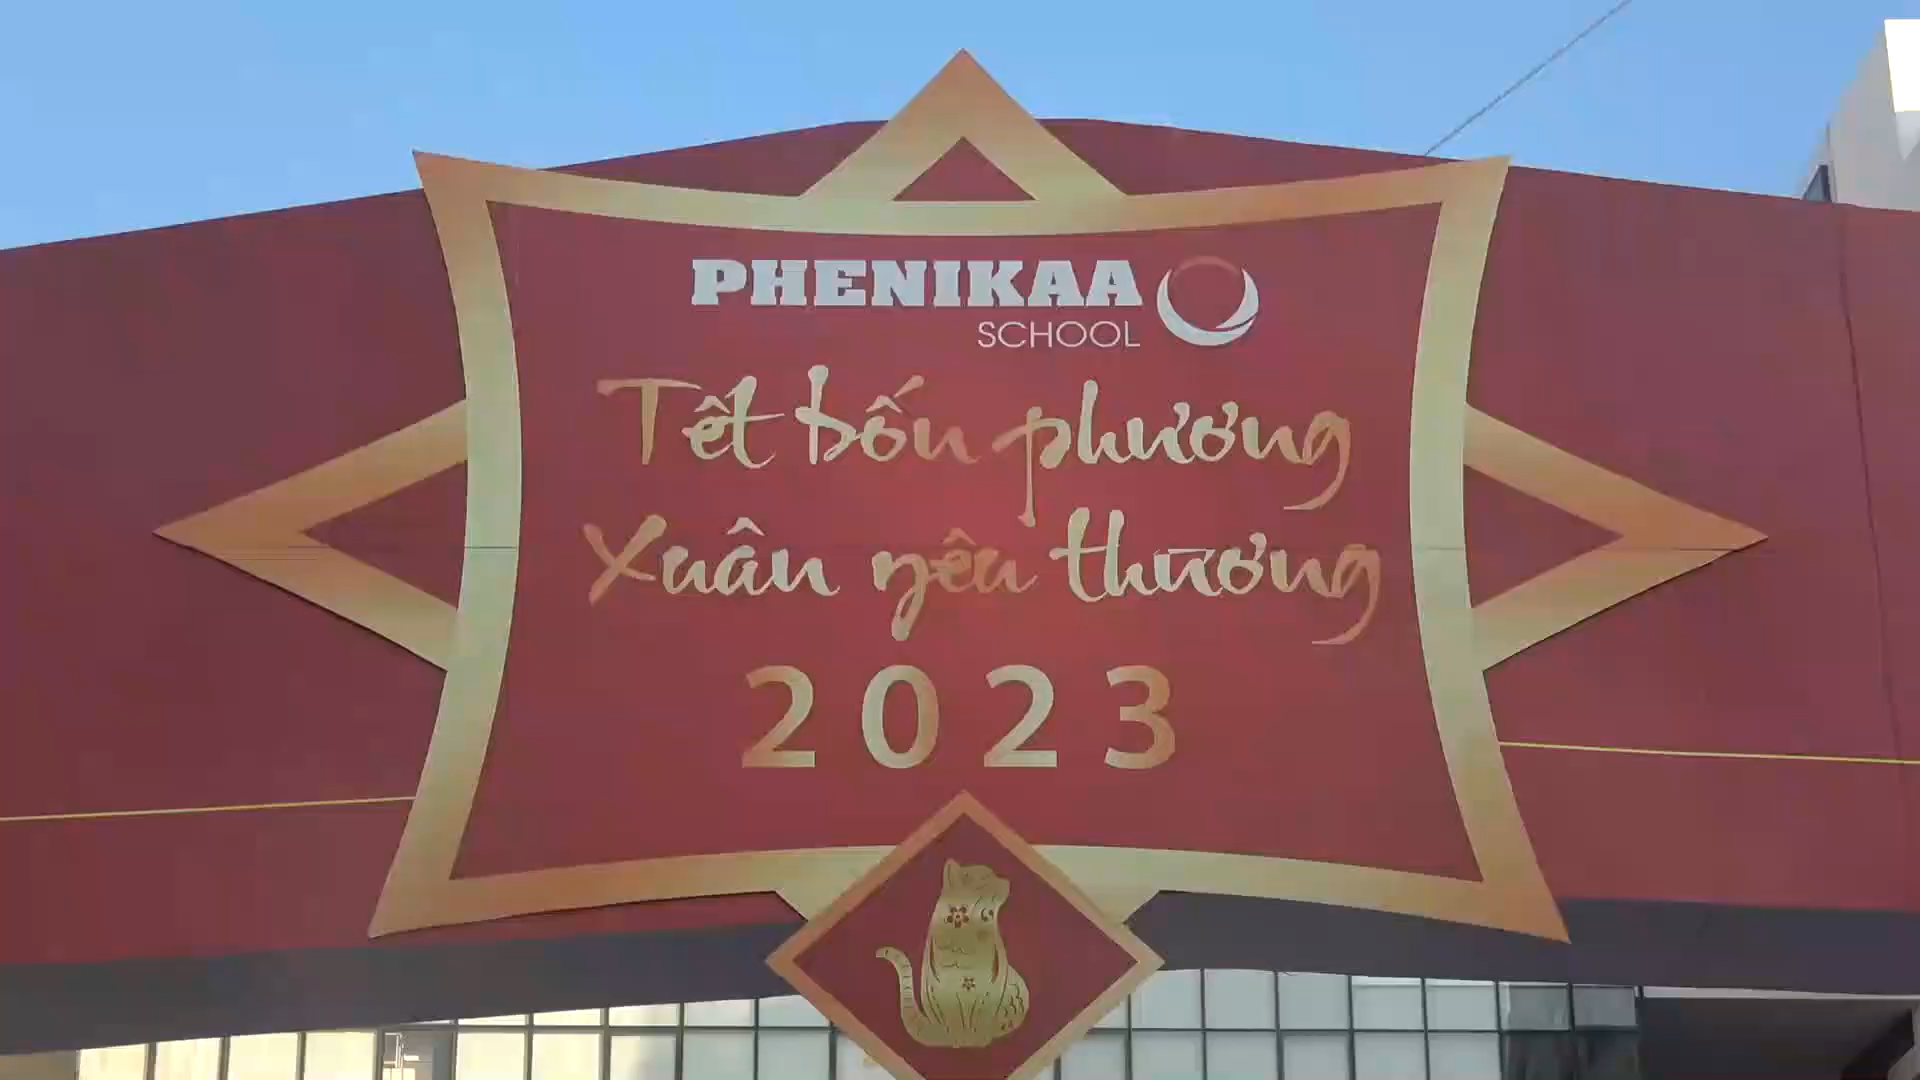 PHENIKAA
SCHOOL
Tết bốn phương
Xuân yêu thương
2023